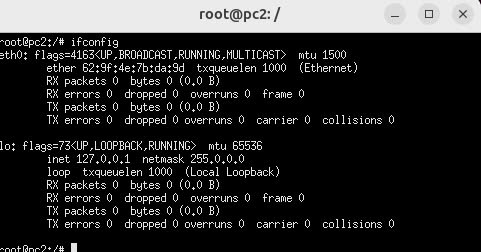 root@pc2: /
root@pc2:/# ifconfig
eth0: flags=4163<UP,BROADCAST,RUNNING,MULTICAST>  mtu 1500
        ether 62:9f:4e:7b:da:9d  txqueuelen 1000  (Ethernet)
        RX packets 0  bytes 0 (0.0 B)
        RX errors 0  dropped 0  overruns 0  frame 0
        TX packets 0  bytes 0 (0.0 B)
        TX errors 0  dropped 0 overruns 0  carrier 0  collisions 0
lo: flags=73<UP,LOOPBACK,RUNNING>  mtu 65536
        inet 127.0.0.1  netmask 255.0.0.0
        loop  txqueuelen 1000  (Local Loopback)
        RX packets 0  bytes 0 (0.0 B)
        RX errors 0  dropped 0  overruns 0  frame 0
        TX packets 0  bytes 0 (0.0 B)
        TX errors 0  dropped 0 overruns 0  carrier 0  collisions 0
root@pc2:/#